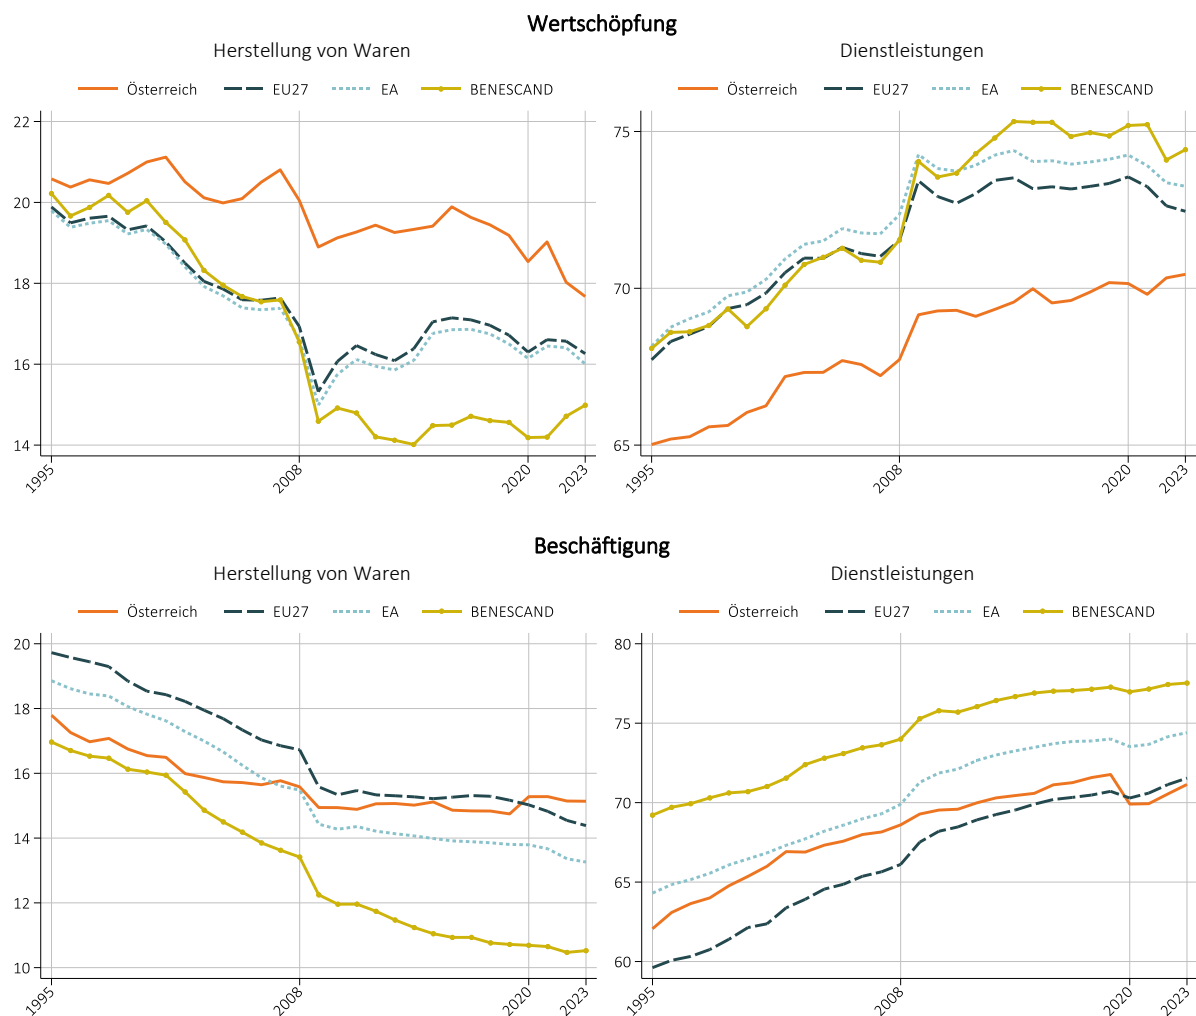 Wertschöpfung
Herstellung von Waren
Österreich EU27 EA BENESCAND
22
20
18
16
14
1995 2008 2020 2023
Dienstleistungen
Österreich EU27 EA BENESCAND
75
70
65
1995 2008 2020 2023
Beschäftigung
Herstellung von Waren
Österreich EU27 EA BENESCAND
20
18
16
14
12
10
1995 2008 2020 2023
Dienstleistungen
Österreich EU27 EA BENESCAND
80
75
70
65
60
1995 2008 2020 2023